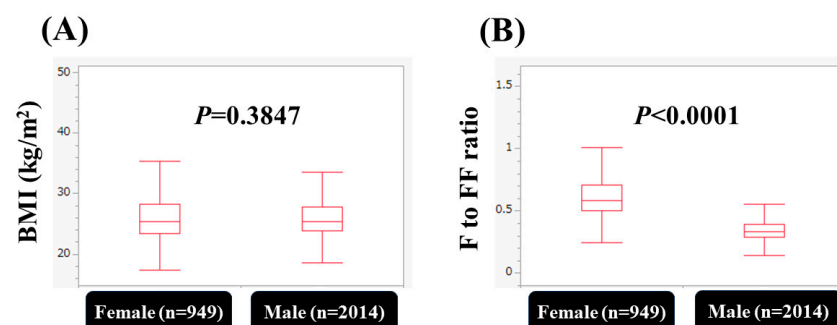 (A)
BMI (kg/m²)
50
40
30
20
P=0.3847
Female (n=949)
Male (n=2014)
(B)
F to FF ratio
1.5
1
0.5
0
P<0.0001
Female (n=949)
Male (n=2014)